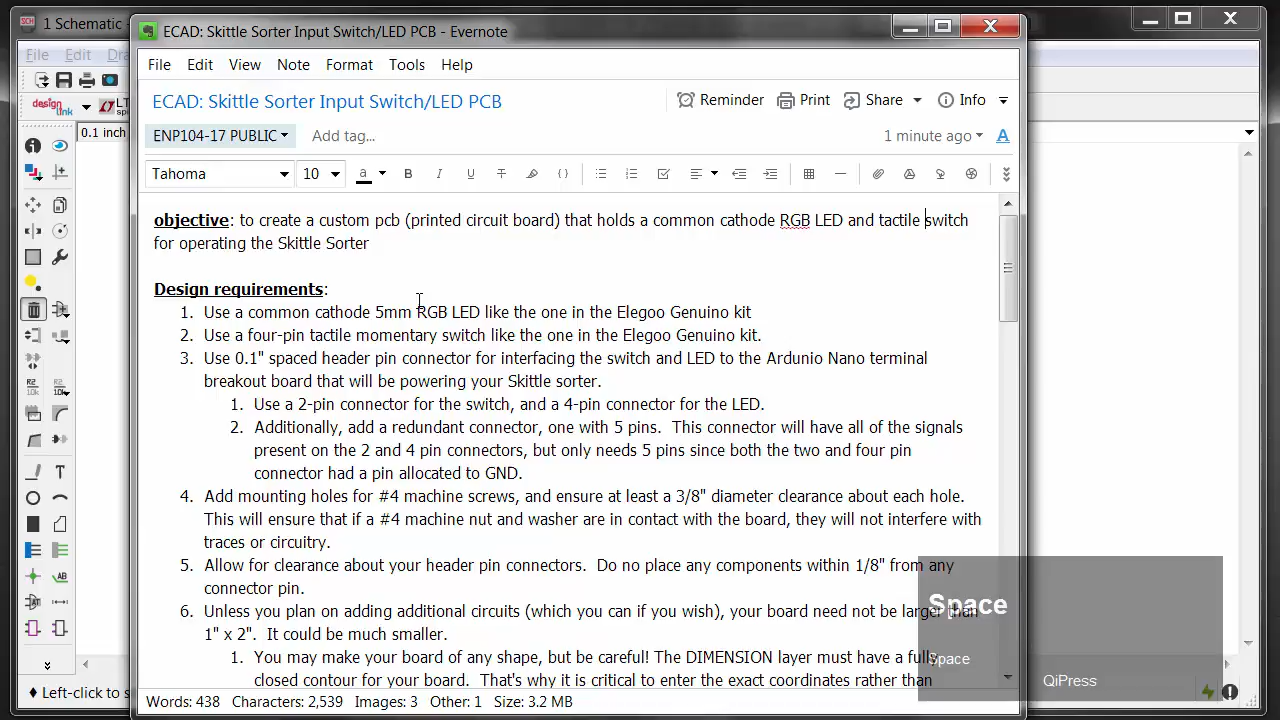 1 Schematic
ECAD: Skittle Sorter Input Switch/LED PCB - Evernote
File Edit Dra
File Edit View Note Format Tools Help
design link
LT
0.1 inch
ECAD: Skittle Sorter Input Switch/LED PCB
Reminder Print Share Info
ENP104-17 PUBLIC Add tag... 1 minute ago A
Tahoma 10 a B I U T
objective: to create a custom pcb (printed circuit board) that holds a common cathode RGB LED and tactile switch
for operating the Skittle Sorter
Design requirements:
1. Use a common cathode 5mm RGB LED like the one in the Elegoo Genuino kit
2. Use a four-pin tactile momentary switch like the one in the Elegoo Genuino kit.
3. Use 0.1" spaced header pin connector for interfacing the switch and LED to the Ardunio Nano terminal
breakout board that will be powering your Skittle sorter.
1. Use a 2-pin connector for the switch, and a 4-pin connector for the LED.
2. Additionally, add a redundant connector, one with 5 pins. This connector will have all of the signals
present on the 2 and 4 pin connectors, but only needs 5 pins since both the two and four pin
connector had a pin allocated to GND.
4. Add mounting holes for #4 machine screws, and ensure at least a 3/8" diameter clearance about each hole.
This will ensure that if a #4 machine nut and washer are in contact with the board, they will not interfere with
traces or circuitry.
5. Allow for clearance about your header pin connectors. Do no place any components within 1/8" from any
connector pin.
6. Unless you plan on adding additional circuits (which you can if you wish), your board need not be larger than
1" x 2". It could be much smaller.
1. You may make your board of any shape, but be careful! The DIMENSION layer must have a fully
closed contour for your board. That's why it is critical to enter the exact coordinates rather than
Space
Space
QiPress
Left-click to s
Words: 438 Characters: 2539 Images: 3 Other: 1 Size: 3.2 MB